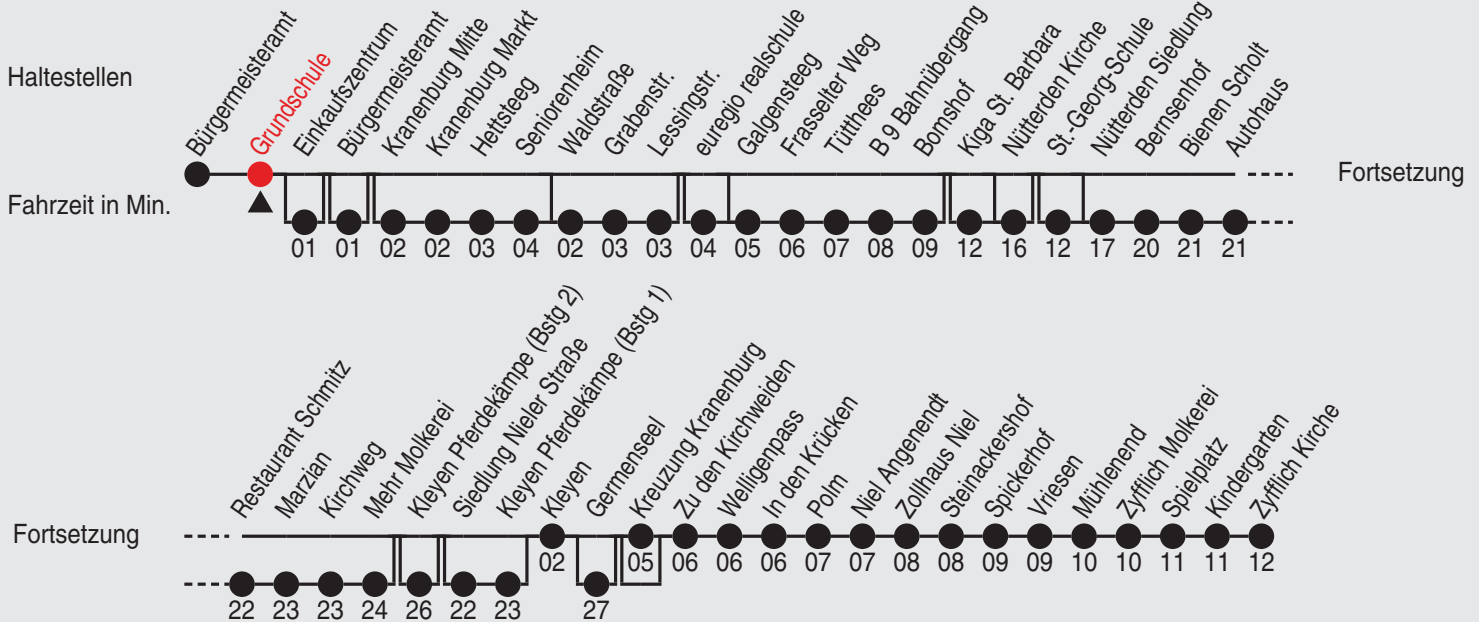 Haltestellen
Bürgermeisteramt
Grundschule
Einkaufszentrum
Bürgermeisteramt
Kranenburg Mitte
Kranenburg Markt
Hettsteeg
Seniorenheim
Waldstraße
Grabenstr.
Lessingstr.
euregio realschule
Galgensteeg
Frasselter Weg
Tütthees
B 9 Bahnübergang
Bomshof
Kiga St. Barbara
Nütterden Kirche
St.-Georg-Schule
Nütterden Siedlung
Bernsenhof
Bienen Scholt
Autohaus
Fortsetzung
Fahrzeit in Min.
01 01 02 02 03 04 02 03 03 04 05 06 07 08 09 12 16 12 17 20 21 21
Fortsetzung
Restaurant Schmitz
Marzian
Kirchweg
Mehr Molkerei
Kleyen Pferdekämpe (Bstg 2)
Siedlung Nieler Straße
Kleyen Pferdekämpe (Bstg 1)
Kleyen
Germenseel
Kreuzung Kranenburg
Zu den Kirchweiden
Welligenpass
In den Krücken
Polm
Niel Angenendt
Zollhaus Niel
Steinackershof
Spickerhof
Vriesen
Mühlenend
Zyfflich Molkerei
Spielplatz
Kindergarten
Zyfflich Kirche
02 05 06 06 06 07 07 08 08 09 09 10 10 11 11 12
22 23 23 24 26 22 23 27